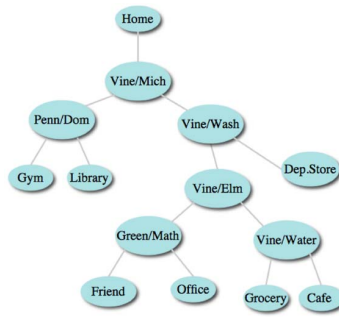 Home
Vine/Mich
Penn/Dom
Vine/Wash
Gym
Library
Dep.Store
Vine/Elm
Green/Math
Vine/Water
Friend
Office
Grocery
Cafe